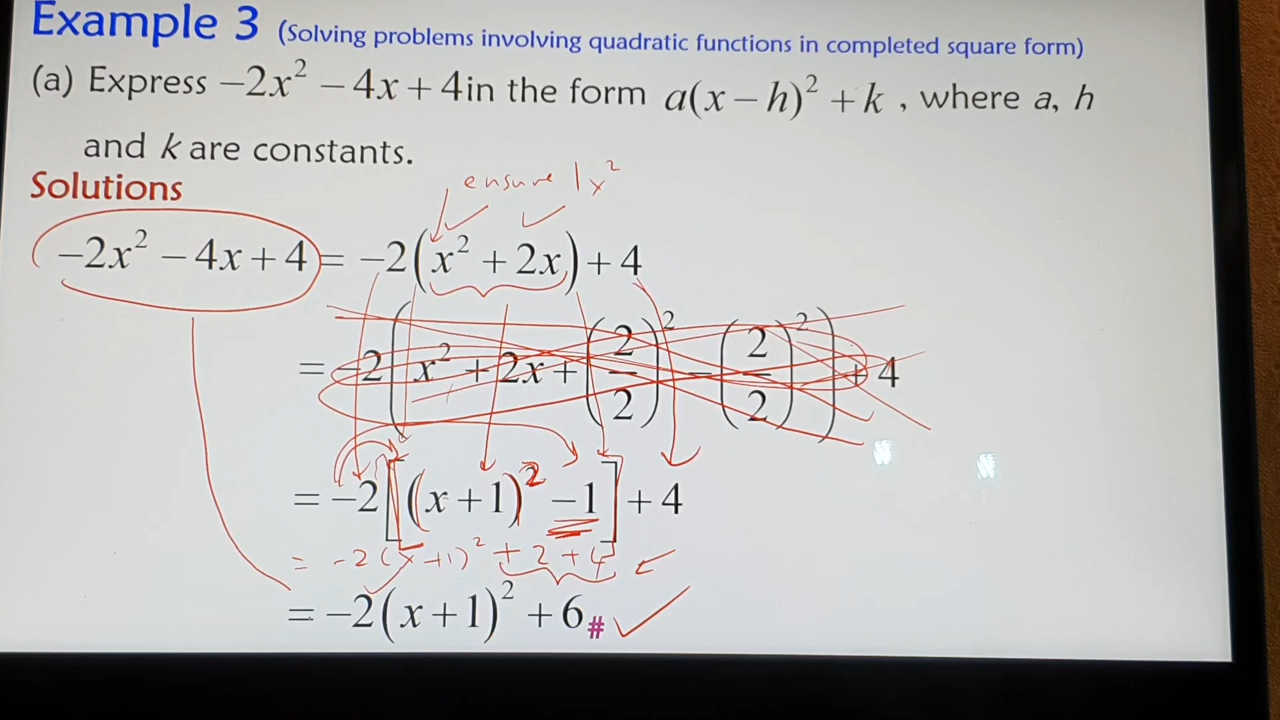 Example 3 (Solving problems involving quadratic functions in completed square form)
(a) Express −2x² − 4x + 4 in the form a(x − h)² + k , where a, h
and k are constants.
Solutions
ensure 1x²
−2x² − 4x + 4 = −2(x² + 2x) + 4
= −2(x² + 2x + (2/2)² − (2/2)²) + 4
= −2[(x + 1)² − 1] + 4
= −2(x+1)² + 2 + 4
= −2(x + 1)² + 6#